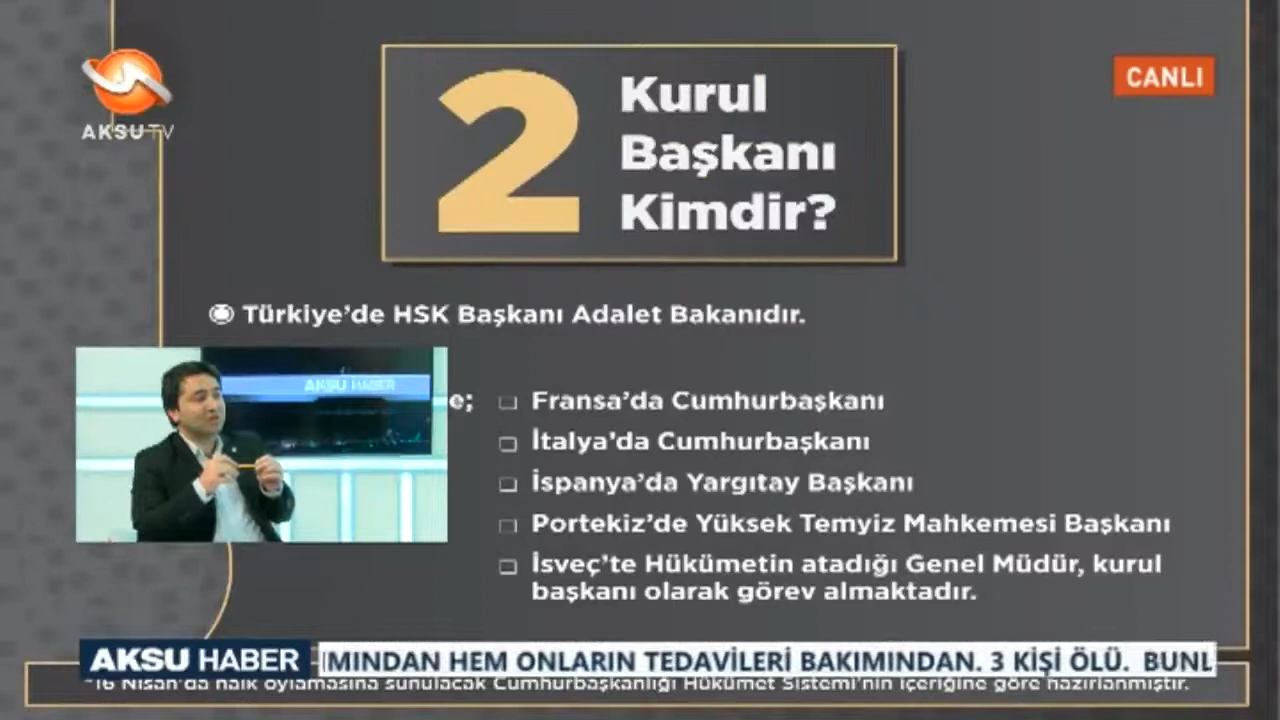 AKSU TV
CANLI
2
Kurul
Başkanı
Kimdir?
Türkiye'de HSK Başkanı Adalet Bakanıdır.
AKSU HABER
e;
Fransa'da Cumhurbaşkanı
İtalya'da Cumhurbaşkanı
İspanya'da Yargıtay Başkanı
Portekiz'de Yüksek Temyiz Mahkemesi Başkanı
İsveç'te Hükümetin atadığı Genel Müdür, kurul
başkanı olarak görev almaktadır.
AKSU HABER
MINDAN HEM ONLARIN TEDAVİLERİ BAKIMINDAN. 3 KİŞİ ÖLÜ. BUNL
*16 Nisan'da halk oylamasına sunulacak Cumhurbaşkanlığı Hükümet Sistemi'nin içeriğine göre hazırlanmıştır.